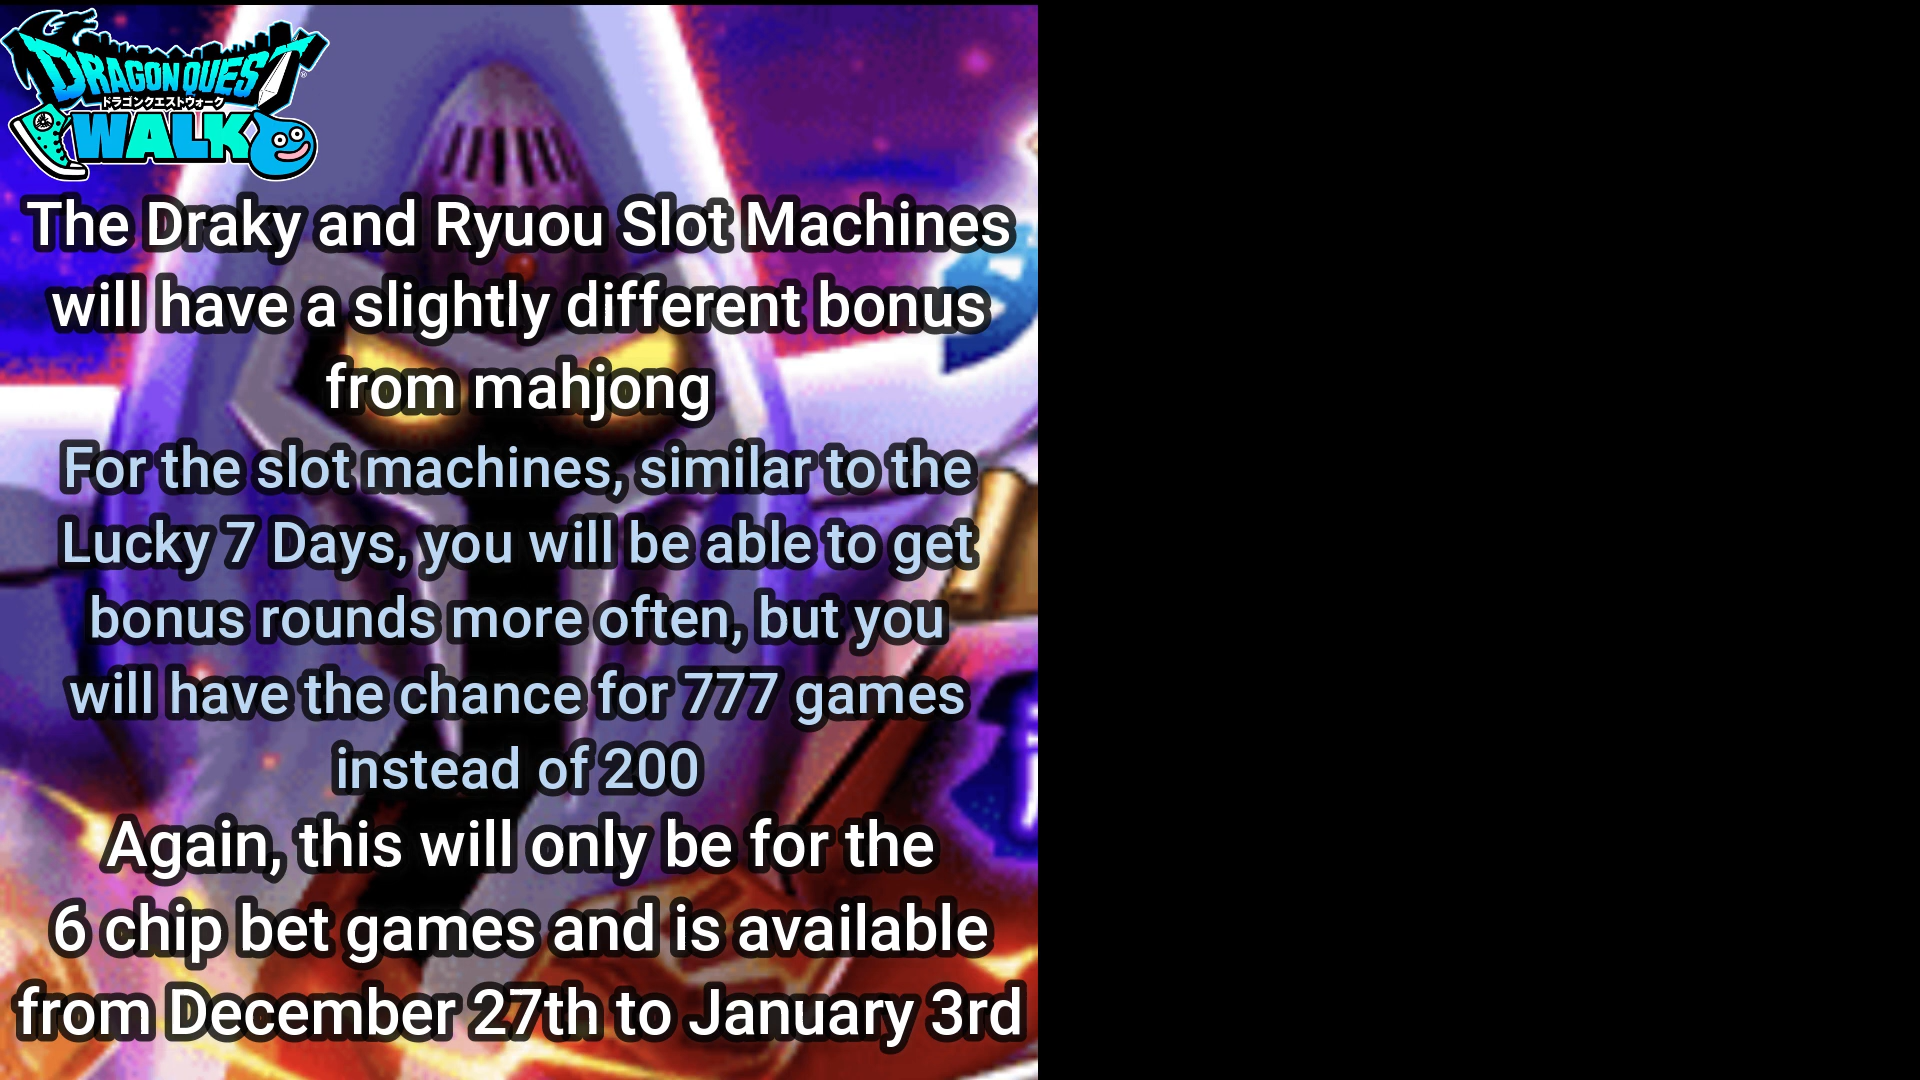 DRAGON QUEST
ドラゴンクエストウォーク
WALK
The Draky and Ryuou Slot Machines
will have a slightly different bonus
from mahjong
For the slot machines, similar to the
Lucky 7 Days, you will be able to get
bonus rounds more often, but you
will have the chance for 777 games
instead of 200
Again, this will only be for the
6 chip bet games and is available
from December 27th to January 3rd